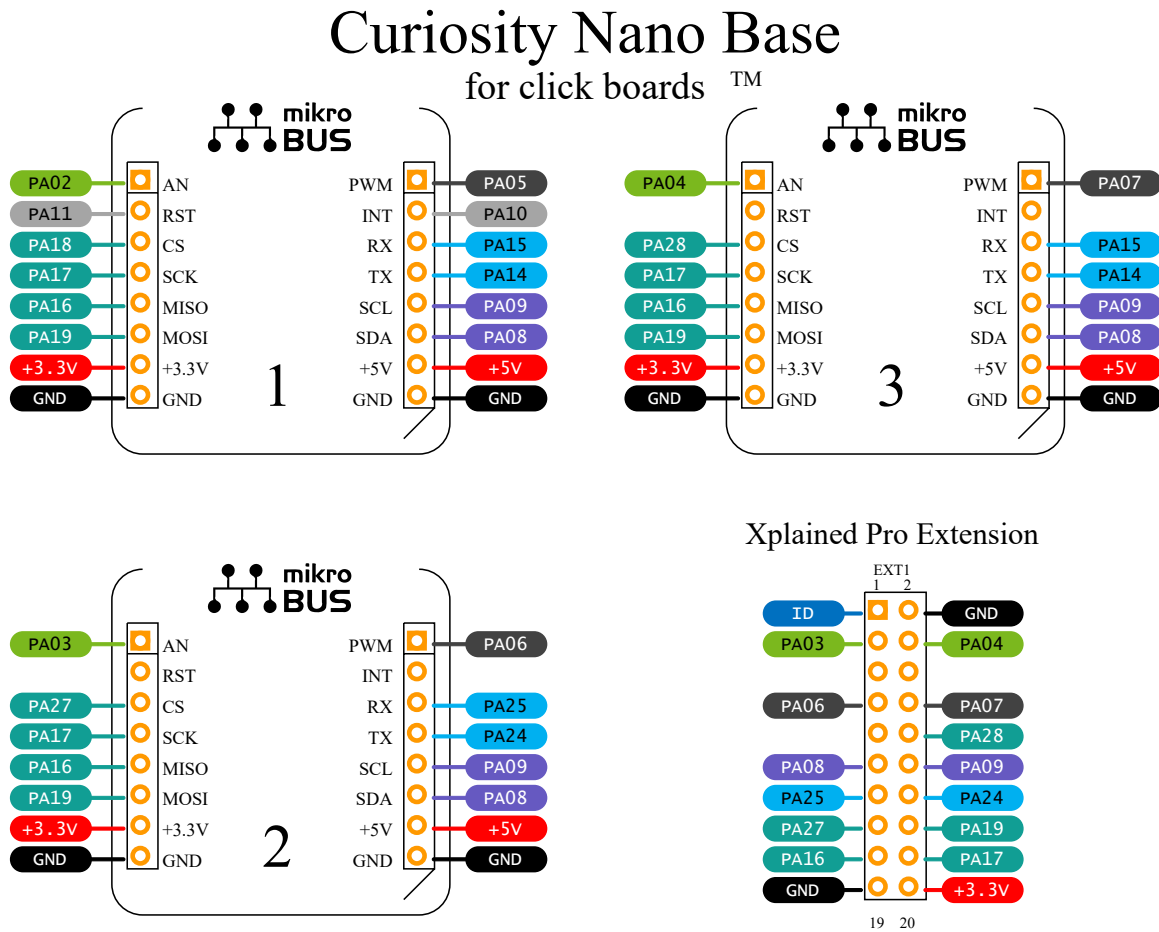 Curiosity Nano Base
for click boards ™
mikro
BUS
PA02 AN PWM PA05
PA11 RST INT PA10
PA18 CS RX PA15
PA17 SCK TX PA14
PA16 MISO SCL PA09
PA19 MOSI SDA PA08
+3.3V +3.3V +5V +5V
GND GND GND GND
1
mikro
BUS
PA04 AN PWM PA07
RST INT
PA28 CS RX PA15
PA17 SCK TX PA14
PA16 MISO SCL PA09
PA19 MOSI SDA PA08
+3.3V +3.3V +5V +5V
GND GND GND GND
3
mikro
BUS
PA03 AN PWM PA06
RST INT
PA27 CS RX PA25
PA17 SCK TX PA24
PA16 MISO SCL PA09
PA19 MOSI SDA PA08
+3.3V +3.3V +5V +5V
GND GND GND GND
2
Xplained Pro Extension
EXT1
1 2
ID GND
PA03 PA04
PA06 PA07
PA28
PA08 PA09
PA25 PA24
PA27 PA19
PA16 PA17
GND +3.3V
19 20